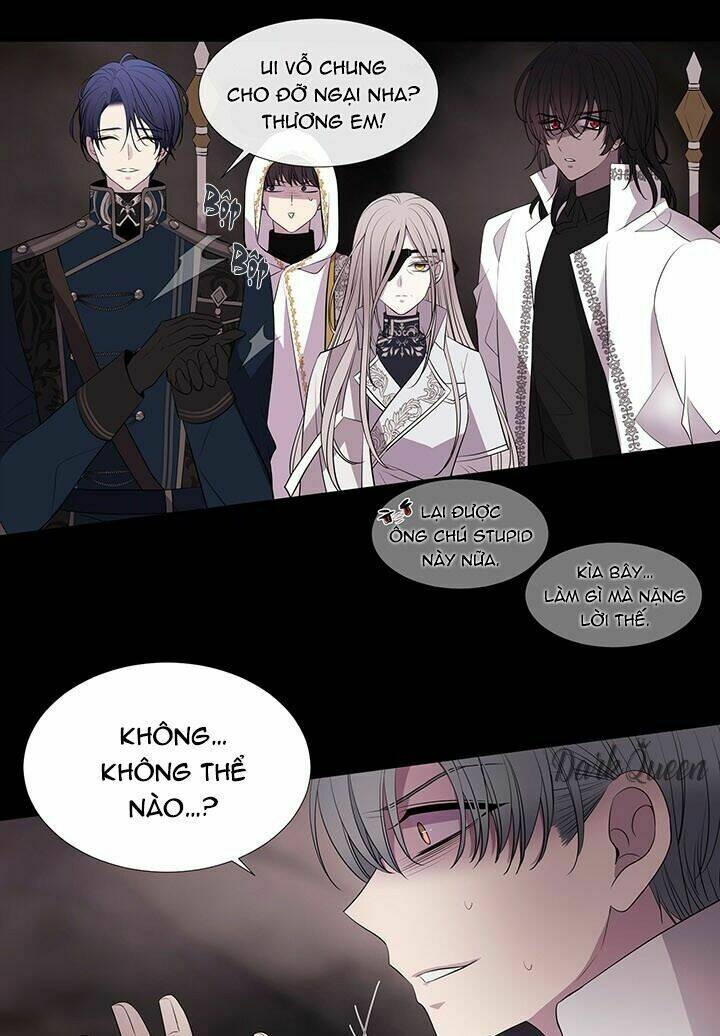 UI VỖ CHUNG
CHO ĐỠ NGẠI NHA?
THƯƠNG EM!
BỘP
BỘP
LẠI ĐƯỢC
ÔNG CHÚ STUPID
NÀY NỮA.
KÌA BÂY...
LÀM GÌ MÀ NẶNG
LỜI THẾ.
KHÔNG...
KHÔNG THỂ
NÀO...?
Dark Queen